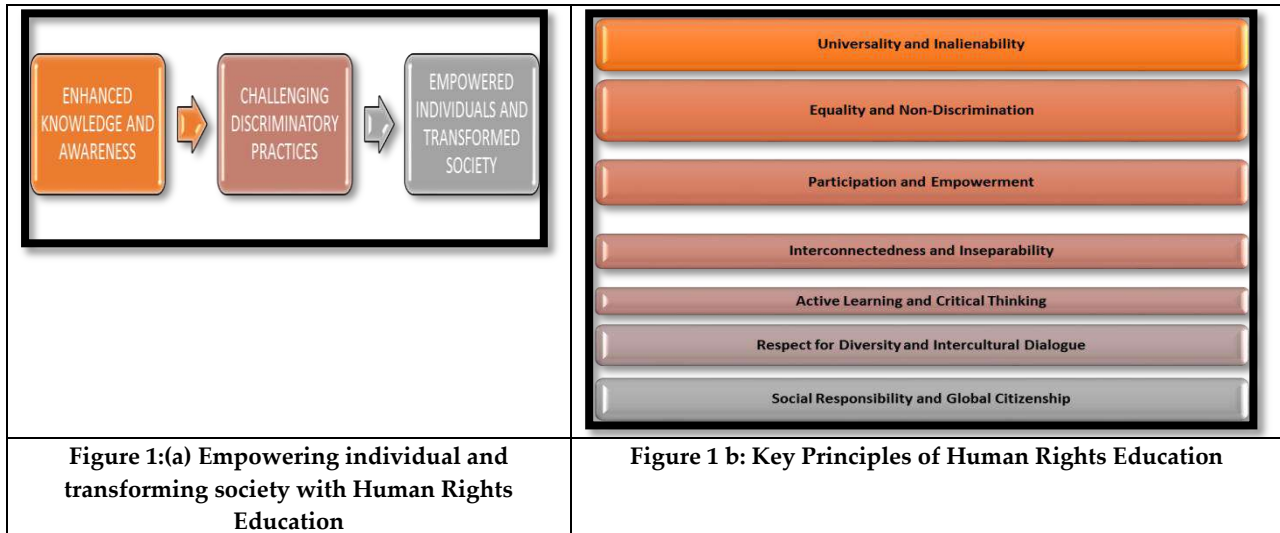 ENHANCED
KNOWLEDGE AND
AWARENESS
CHALLENGING
DISCRIMINATORY
PRACTICES
EMPOWERED
INDIVIDUALS AND
TRANSFORMED
SOCIETY
Universality and Inalienability
Equality and Non-Discrimination
Participation and Empowerment
Interconnectedness and Inseparability
Active Learning and Critical Thinking
Respect for Diversity and Intercultural Dialogue
Social Responsibility and Global Citizenship
Figure 1:(a) Empowering individual and
transforming society with Human Rights
Education
Figure 1 b: Key Principles of Human Rights Education